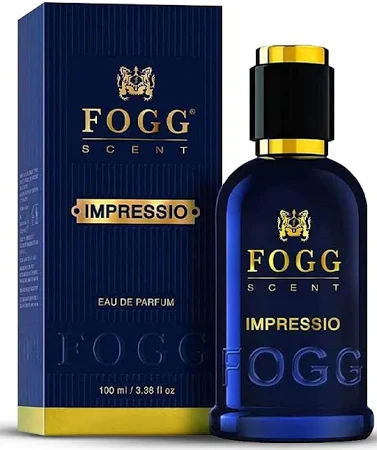 FOGG®
SCENT
IMPRESSIO
EAU DE PARFUM
FOGG
100 ml / 3.38 fl oz
FOGG
SCENT
IMPRESSIO
FOGG